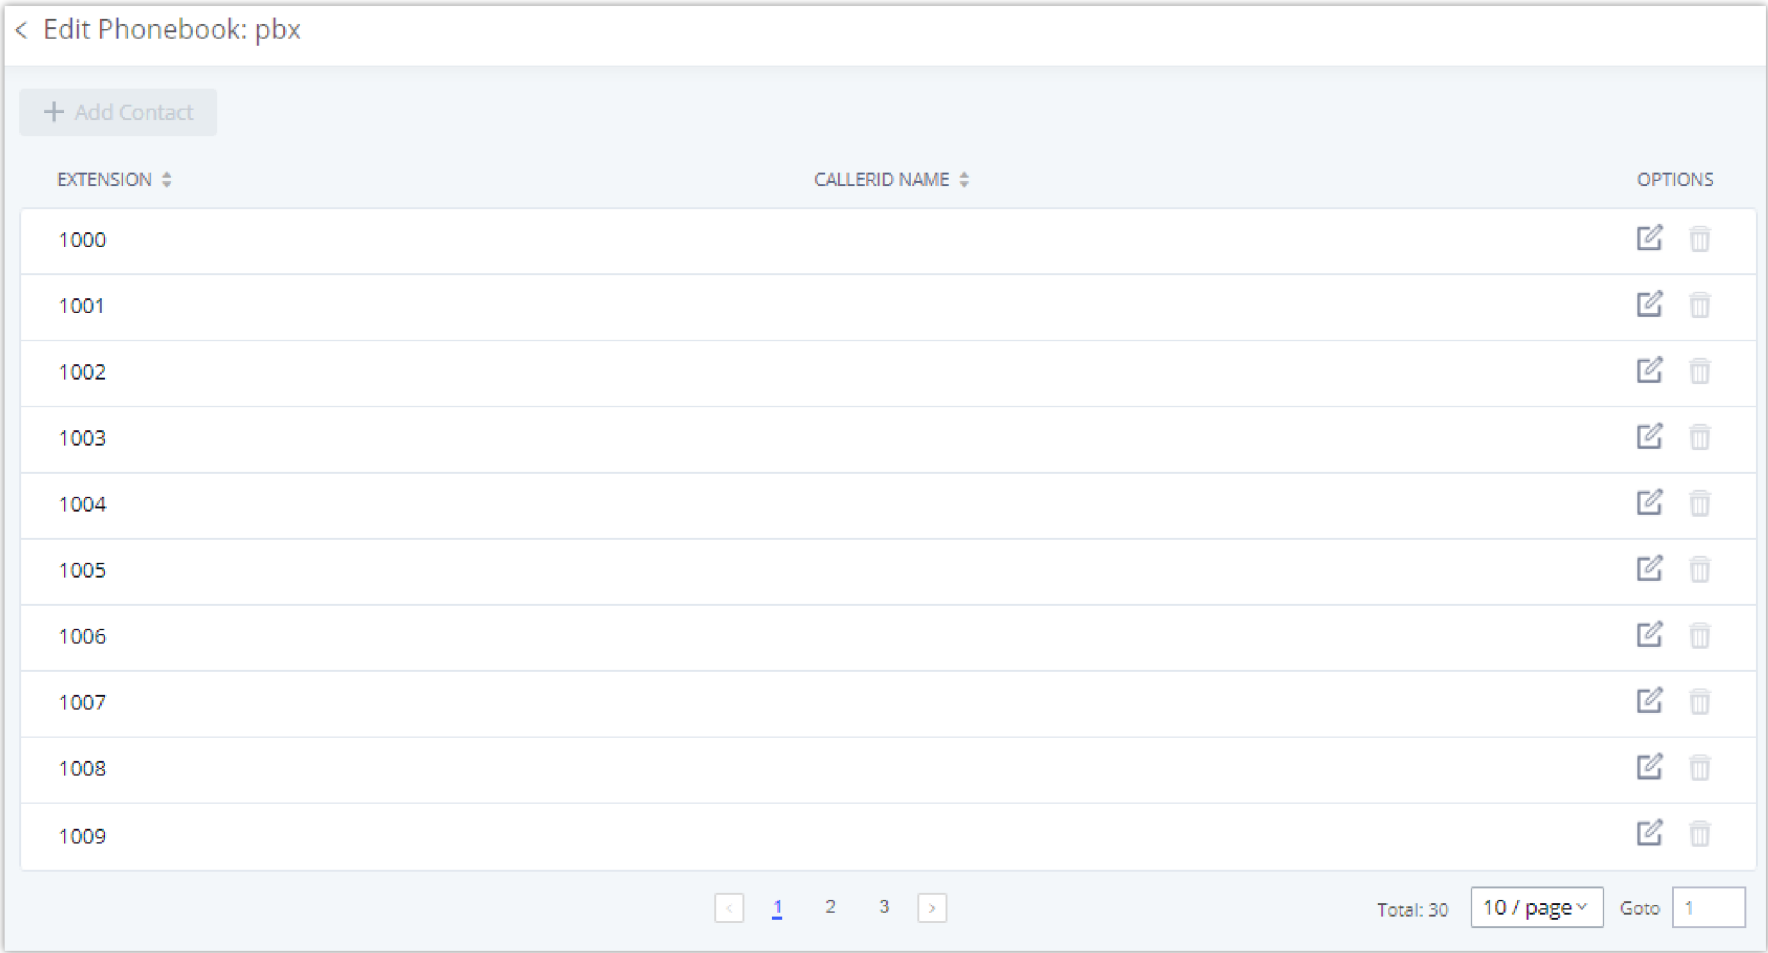 Edit Phonebook: pbx
Add Contact
EXTENSION CALLERID NAME OPTIONS
1000
1001
1002
1003
1004
1005
1006
1007
1008
1009
1 2 3 Total: 30 10 / page Goto 1